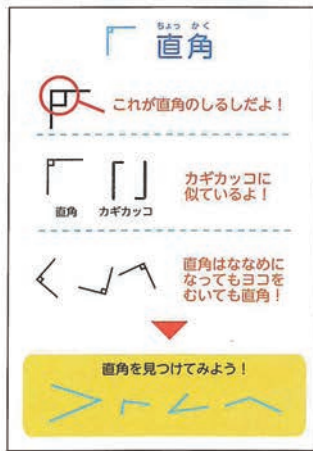 ちょっ かく
直角
これが直角のしるしだよ！
カギカッコに
似ているよ！
直角 カギカッコ
直角はななめに
なってもヨコを
むいても直角！
直角を見つけてみよう！